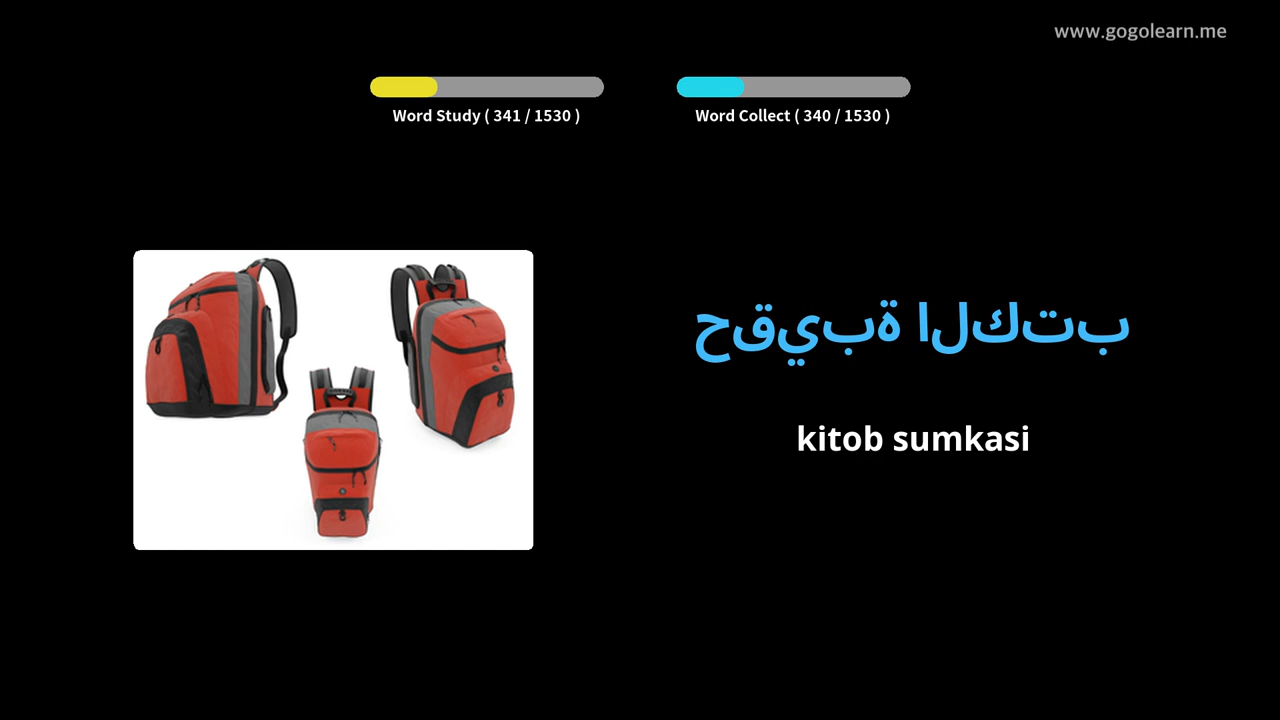 www.gogolearn.me
Word Study ( 341 / 1530 )
Word Collect ( 340 / 1530 )
حقيبة الكتب
kitob sumkasi